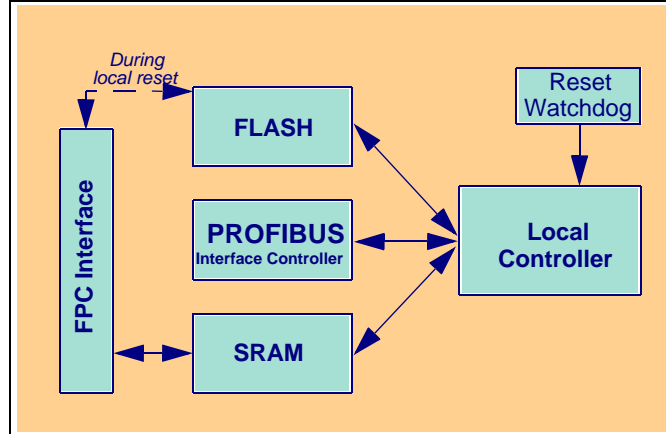 During
local reset
FLASH
Reset
Watchdog
FPC Interface
PROFIBUS
Interface Controller
Local
Controller
SRAM